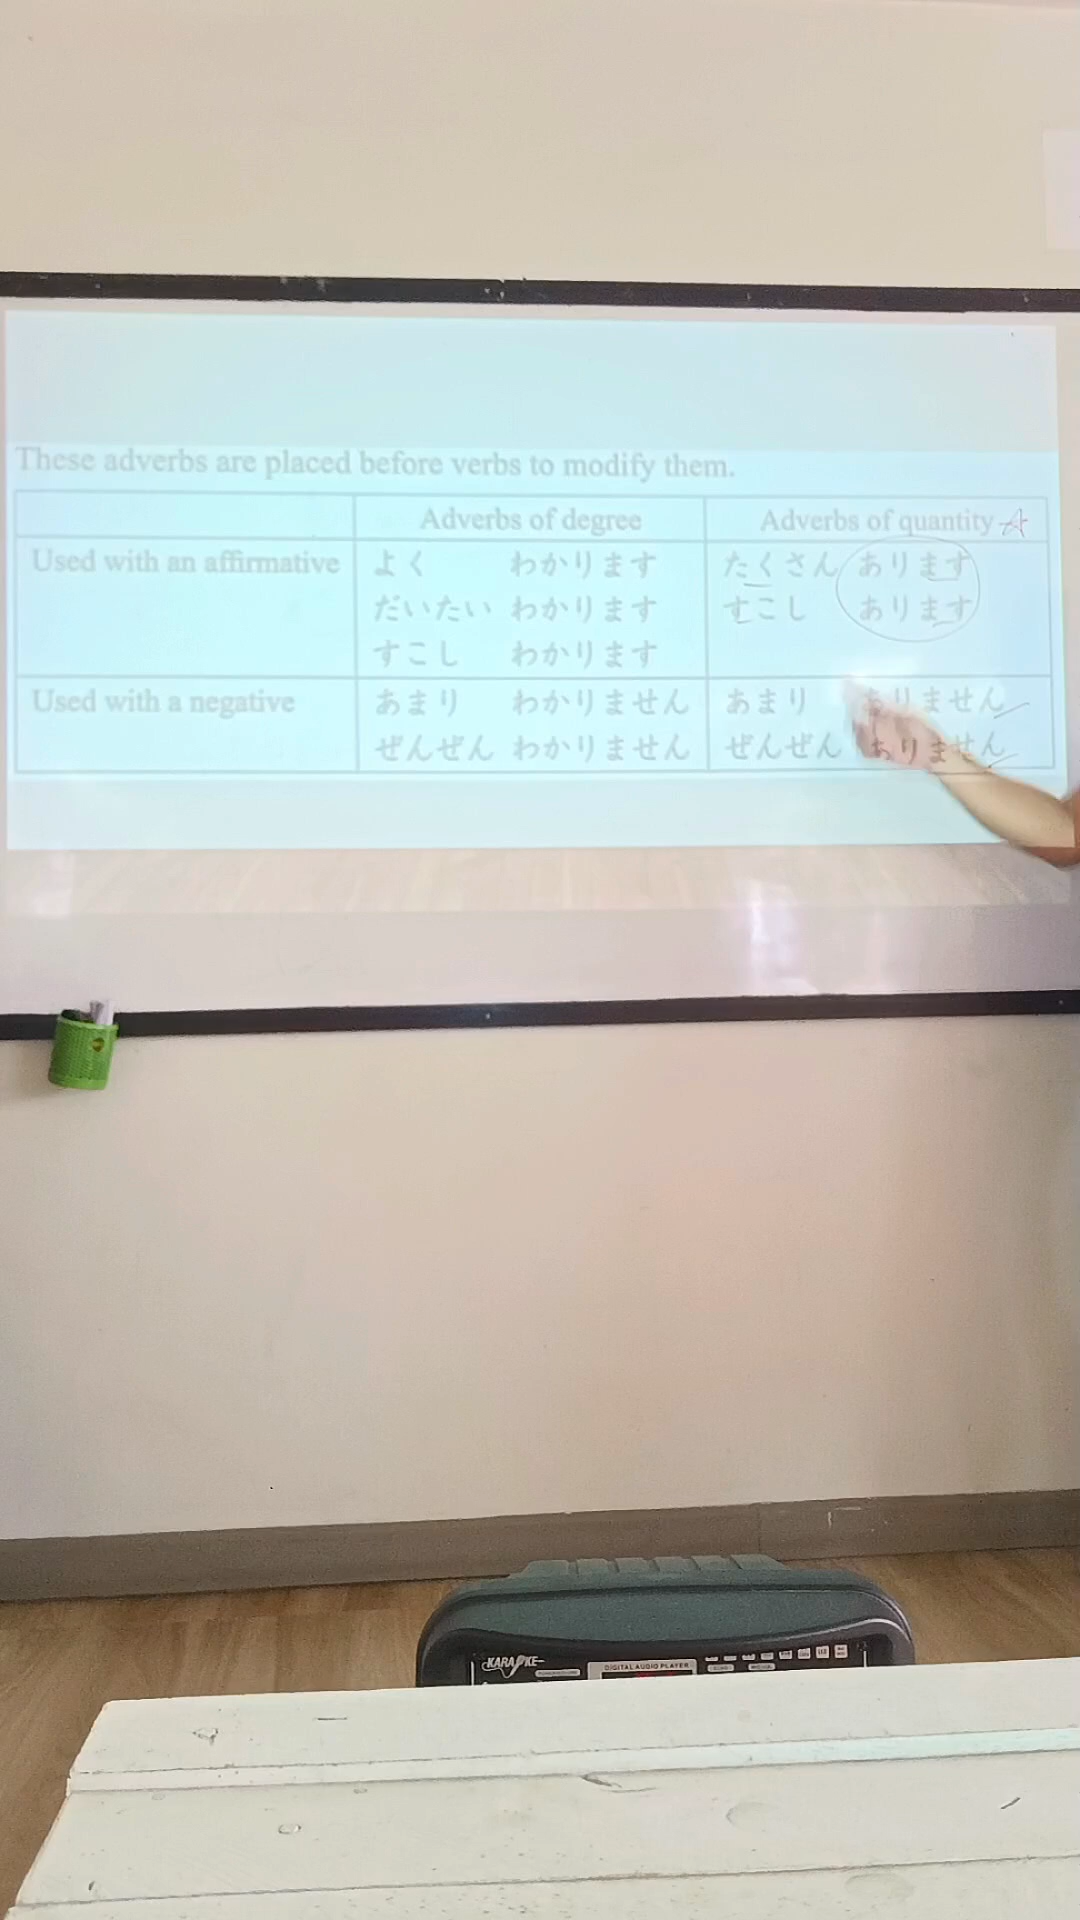 These adverbs are placed before verbs to modify them.
Adverbs of degree Adverbs of quantity
Used with an affirmative よく わかります たくさん あります
だいたい わかります すこし あります
すこし わかります
Used with a negative あまり わかりません あまり ありません
ぜんぜん わかりません ぜんぜん ありません
KARAOKE
DIGITAL AUDIO PLAYER